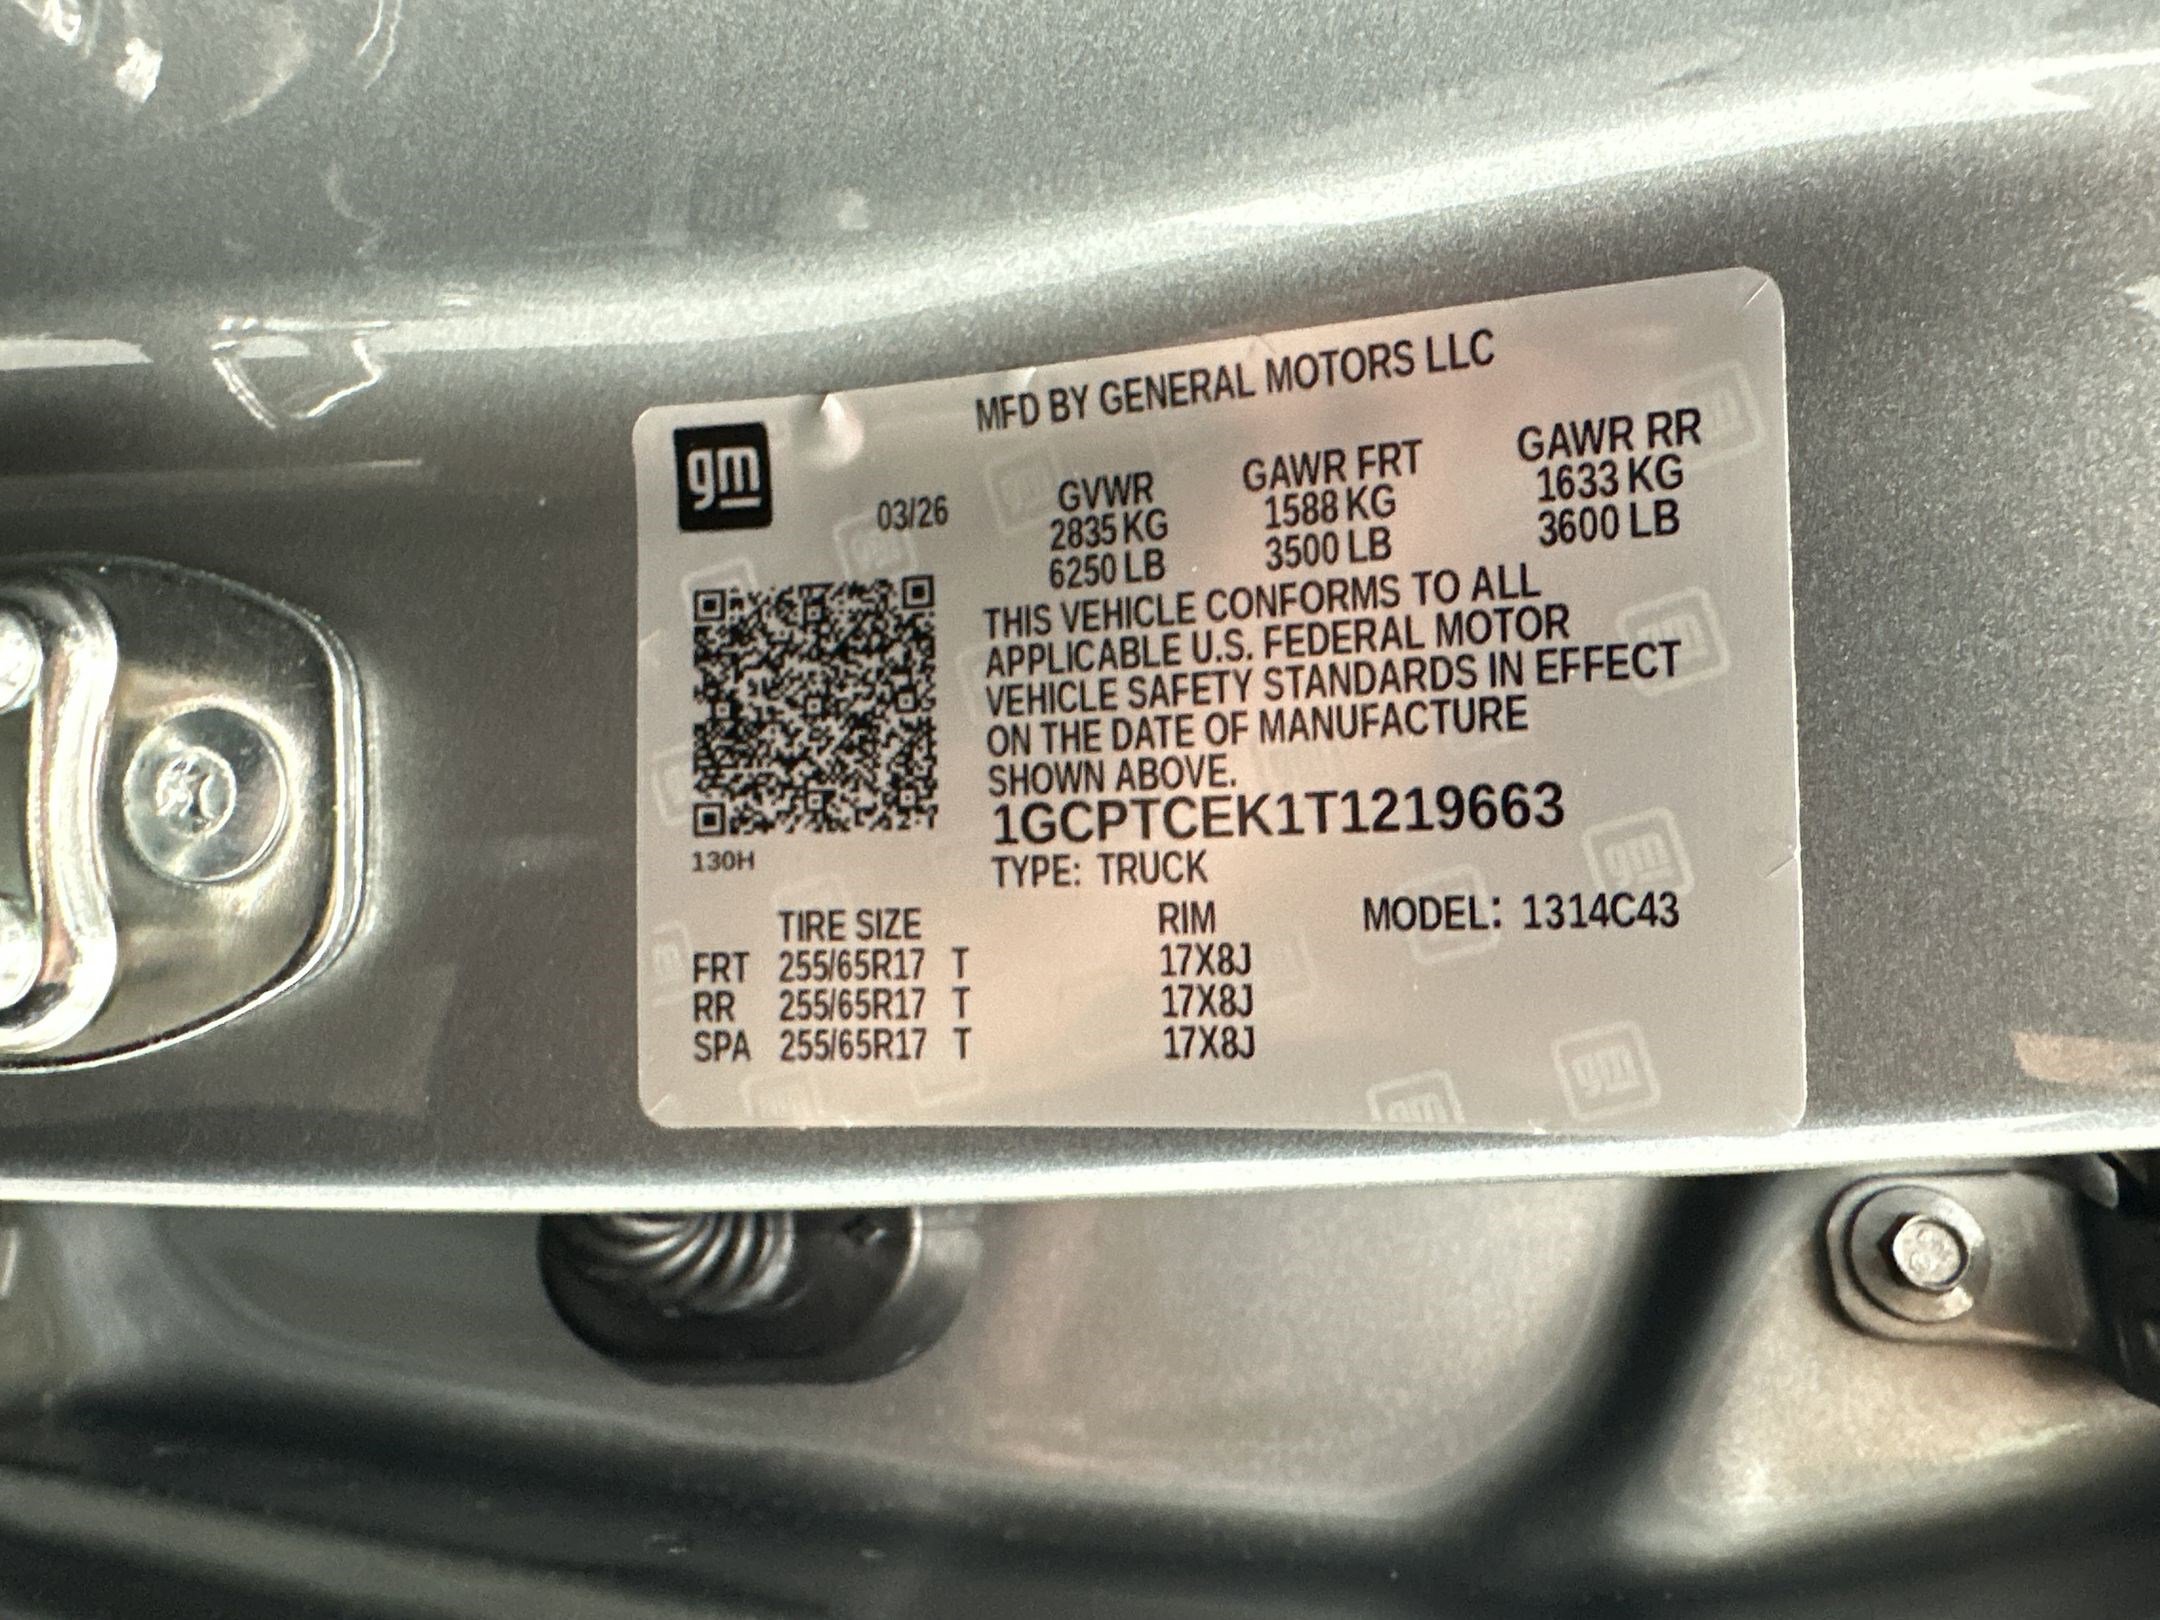 MFD BY GENERAL MOTORS LLC
gm
03/26
GVWR GAWR FRT GAWR RR
2835 KG 1588 KG 1633 KG
6250 LB 3500 LB 3600 LB
THIS VEHICLE CONFORMS TO ALL
APPLICABLE U.S. FEDERAL MOTOR
VEHICLE SAFETY STANDARDS IN EFFECT
ON THE DATE OF MANUFACTURE
SHOWN ABOVE.
1GCPTCEK1T1219663
130H
TYPE: TRUCK
TIRE SIZE RIM MODEL: 1314C43
FRT 255/65R17 T 17X8J
RR 255/65R17 T 17X8J
SPA 255/65R17 T 17X8J